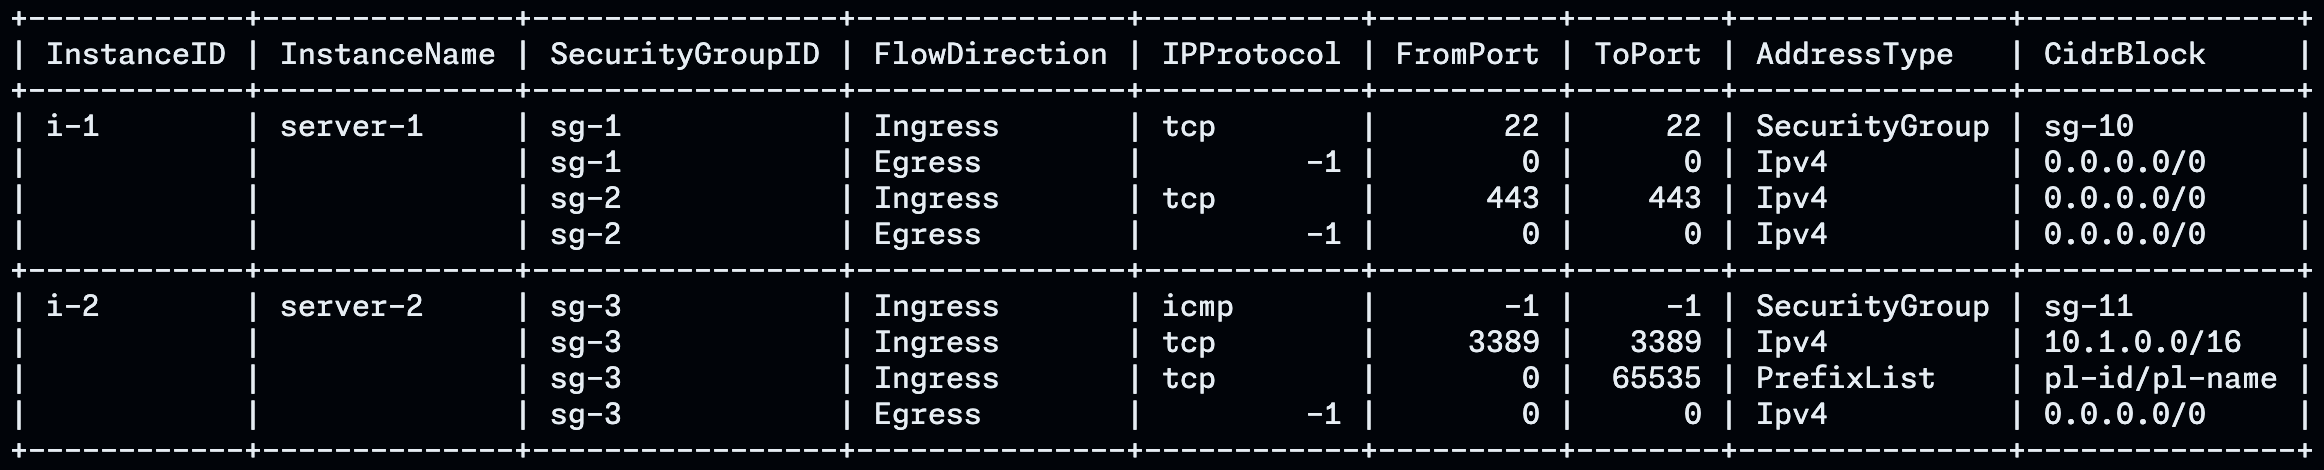 +------------+--------------+-----------------+---------------+------------+----------+--------+---------------+---------------+
| InstanceID | InstanceName | SecurityGroupID | FlowDirection | IPProtocol | FromPort | ToPort | AddressType   | CidrBlock     |
+------------+--------------+-----------------+---------------+------------+----------+--------+---------------+---------------+
| i-1        | server-1     | sg-1            | Ingress       | tcp        |       22 |     22 | SecurityGroup | sg-10         |
|            |              | sg-1            | Egress        |         -1 |        0 |      0 | Ipv4          | 0.0.0.0/0     |
|            |              | sg-2            | Ingress       | tcp        |      443 |    443 | Ipv4          | 0.0.0.0/0     |
|            |              | sg-2            | Egress        |         -1 |        0 |      0 | Ipv4          | 0.0.0.0/0     |
+------------+--------------+-----------------+---------------+------------+----------+--------+---------------+---------------+
| i-2        | server-2     | sg-3            | Ingress       | icmp       |       -1 |     -1 | SecurityGroup | sg-11         |
|            |              | sg-3            | Ingress       | tcp        |     3389 |   3389 | Ipv4          | 10.1.0.0/16   |
|            |              | sg-3            | Ingress       | tcp        |        0 |  65535 | PrefixList    | pl-id/pl-name |
|            |              | sg-3            | Egress        |         -1 |        0 |      0 | Ipv4          | 0.0.0.0/0     |
+------------+--------------+-----------------+---------------+------------+----------+--------+---------------+---------------+